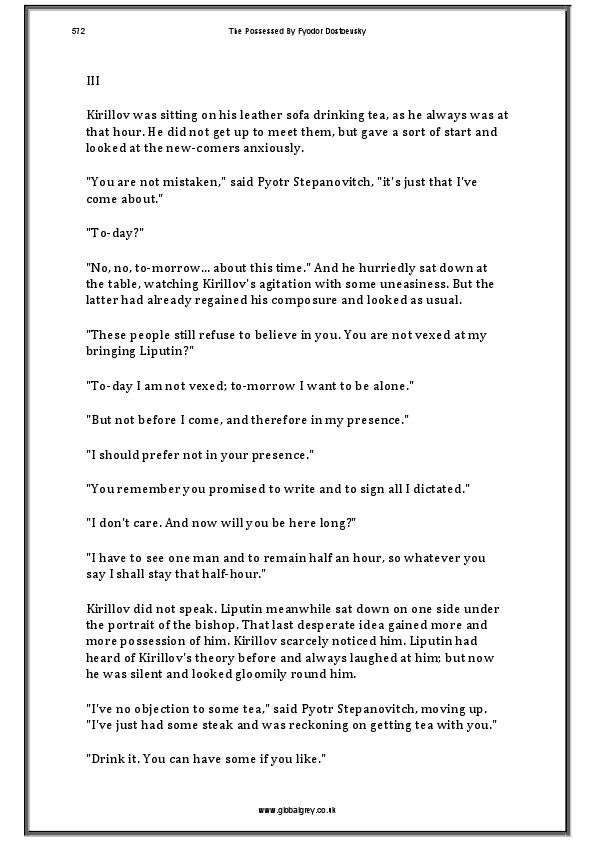 572 The Possessed By Fyodor Dostoevsky
III
Kirillov was sitting on his leather sofa drinking tea, as he always was at
that hour. He did not get up to meet them, but gave a sort of start and
looked at the new-comers anxiously.
"You are not mistaken," said Pyotr Stepanovitch, "it's just that I've
come about."
"To-day?"
"No, no, to-morrow... about this time." And he hurriedly sat down at
the table, watching Kirillov's agitation with some uneasiness. But the
latter had already regained his composure and looked as usual.
"These people still refuse to believe in you. You are not vexed at my
bringing Liputin?"
"To-day I am not vexed; to-morrow I want to be alone."
"But not before I come, and therefore in my presence."
"I should prefer not in your presence."
"You remember you promised to write and to sign all I dictated."
"I don't care. And now will you be here long?"
"I have to see one man and to remain half an hour, so whatever you
say I shall stay that half-hour."
Kirillov did not speak. Liputin meanwhile sat down on one side under
the portrait of the bishop. That last desperate idea gained more and
more possession of him. Kirillov scarcely noticed him. Liputin had
heard of Kirillov's theory before and always laughed at him; but now
he was silent and looked gloomily round him.
"I've no objection to some tea," said Pyotr Stepanovitch, moving up.
"I've just had some steak and was reckoning on getting tea with you."
"Drink it. You can have some if you like."
www.globalgrey.co.uk